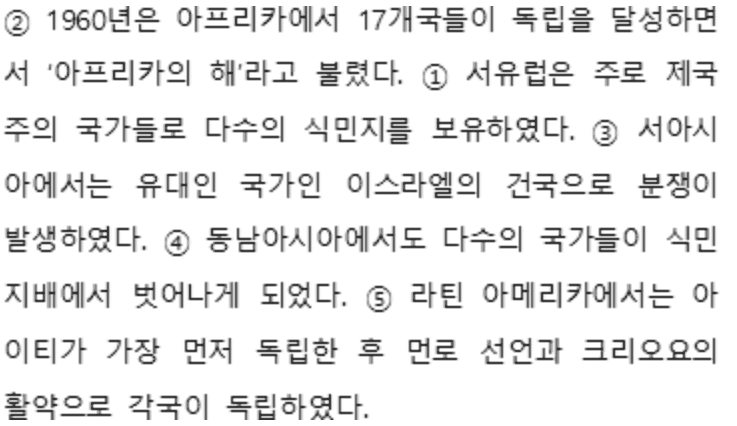 ② 1960년은 아프리카에서 17개국들이 독립을 달성하면
서 ‘아프리카의 해’라고 불렸다. ① 서유럽은 주로 제국
주의 국가들로 다수의 식민지를 보유하였다. ③ 서아시
아에서는 유대인 국가인 이스라엘의 건국으로 분쟁이
발생하였다. ④ 동남아시아에서도 다수의 국가들이 식민
지배에서 벗어나게 되었다. ⑤ 라틴 아메리카에서는 아
이티가 가장 먼저 독립한 후 먼로 선언과 크리오요의
활약으로 각국이 독립하였다.